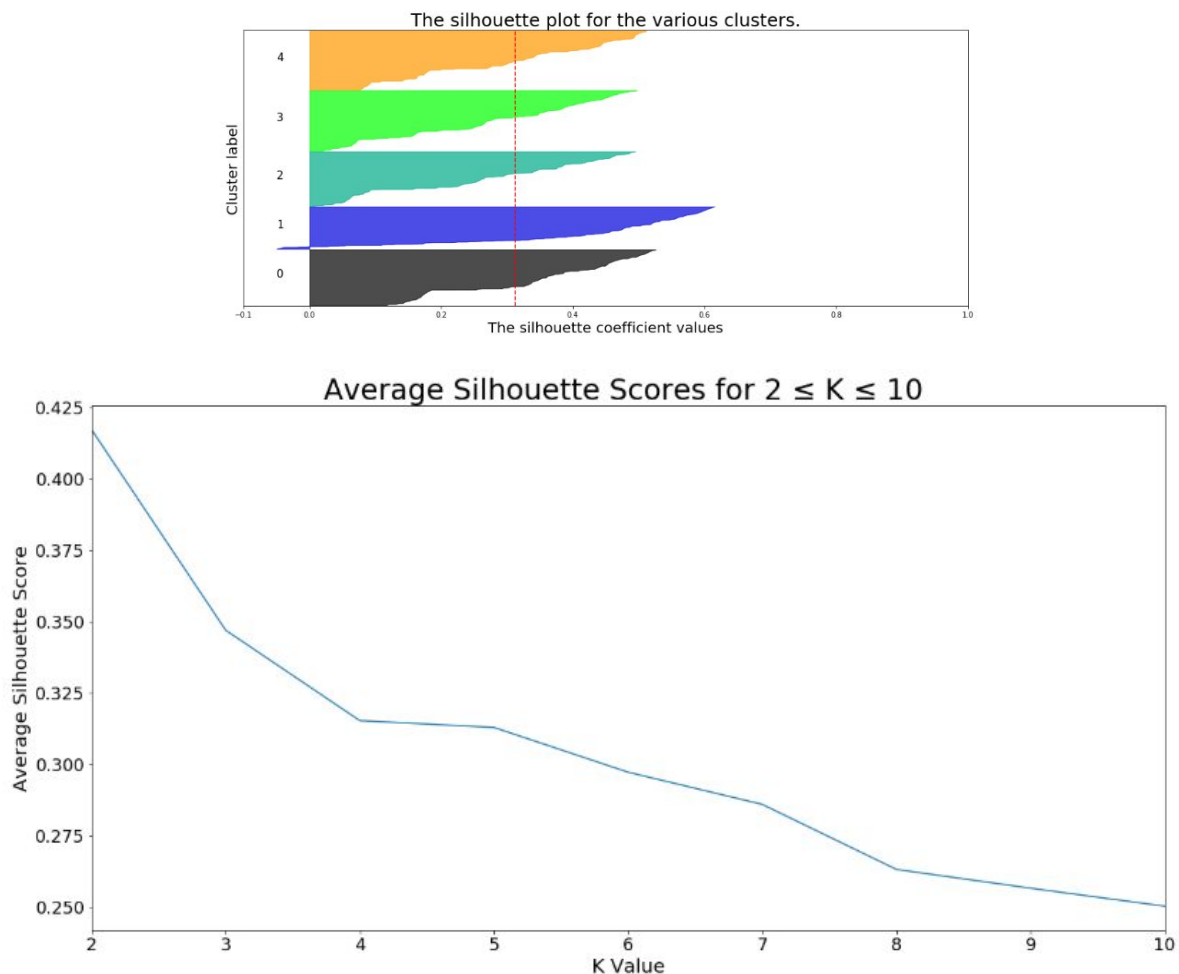 The silhouette plot for the various clusters.
4
3
2
1
0
Cluster label
−0.1 0.0 0.2 0.4 0.6 0.8 1.0
The silhouette coefficient values
Average Silhouette Scores for 2 ≤ K ≤ 10
0.425
0.400
0.375
0.350
0.325
0.300
0.275
0.250
Average Silhouette Score
2 3 4 5 6 7 8 9 10
K Value